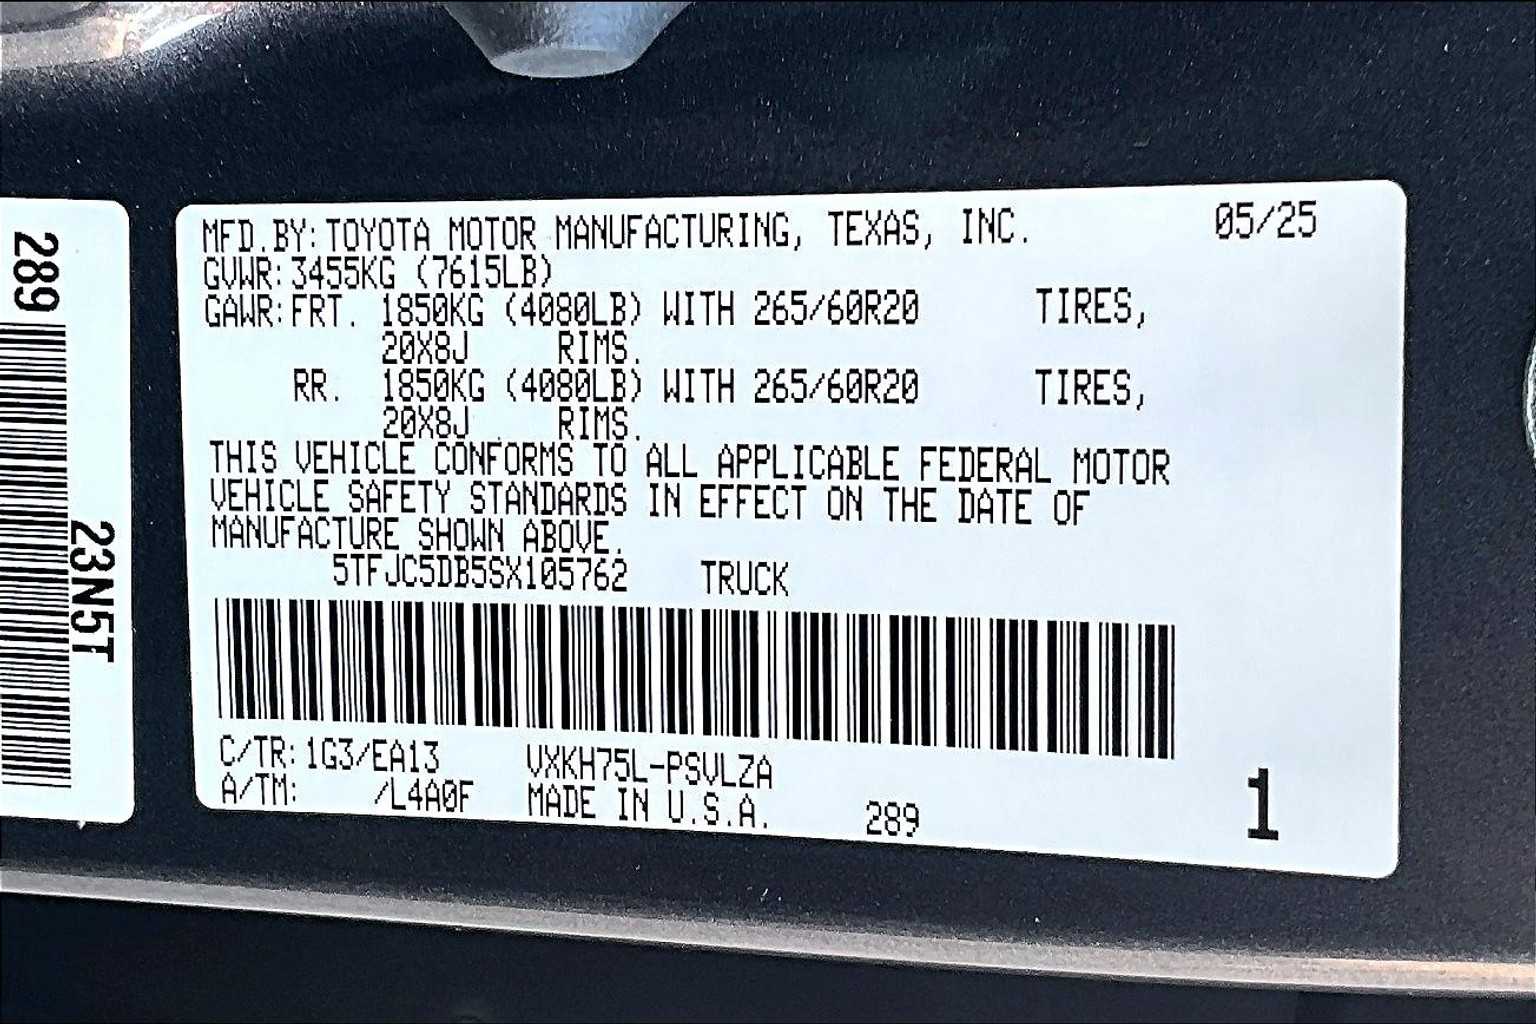 MFD.BY:TOYOTA MOTOR MANUFACTURING, TEXAS, INC. 05/25
GVWR:3455KG (7615LB)
GAWR:FRT. 1850KG (4080LB) WITH 265/60R20 TIRES,
20X8J RIMS.
RR. 1850KG (4080LB) WITH 265/60R20 TIRES,
20X8J RIMS.
THIS VEHICLE CONFORMS TO ALL APPLICABLE FEDERAL MOTOR
VEHICLE SAFETY STANDARDS IN EFFECT ON THE DATE OF
MANUFACTURE SHOWN ABOVE.
5TFJC5DB5SX105762 TRUCK
C/TR:1G3/EA13 VXKH75L-PSVLZA
A/TM: /L4A0F MADE IN U.S.A. 289 1
289
23N5T